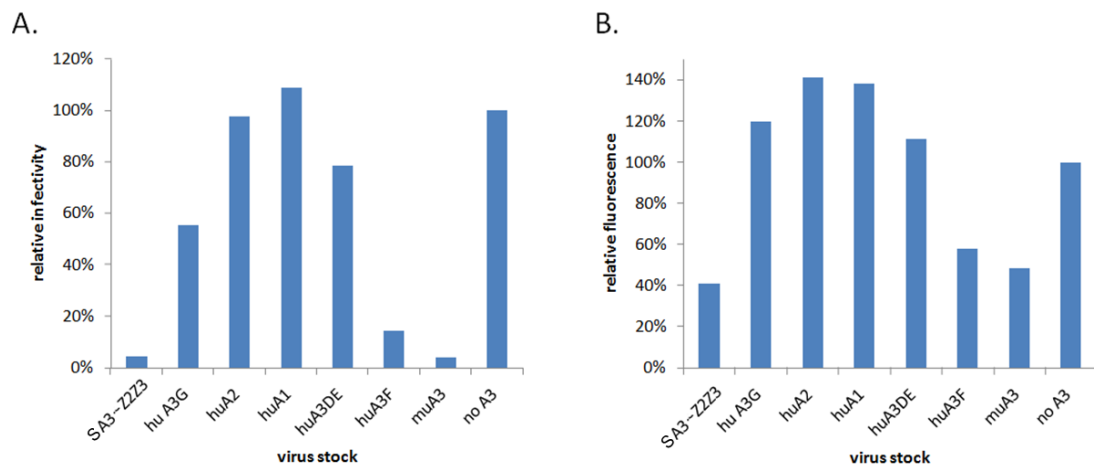 A.
120%
100%
80%
60%
40%
20%
0%
relative infectivity
SA3~Z2Z3
hu A3G
huA2
huA1
huA3DE
huA3F
muA3
no A3
virus stock
B.
140%
120%
100%
80%
60%
40%
20%
0%
relative fluorescence
SA3~Z2Z3
hu A3G
huA2
huA1
huA3DE
huA3F
muA3
no A3
virus stock